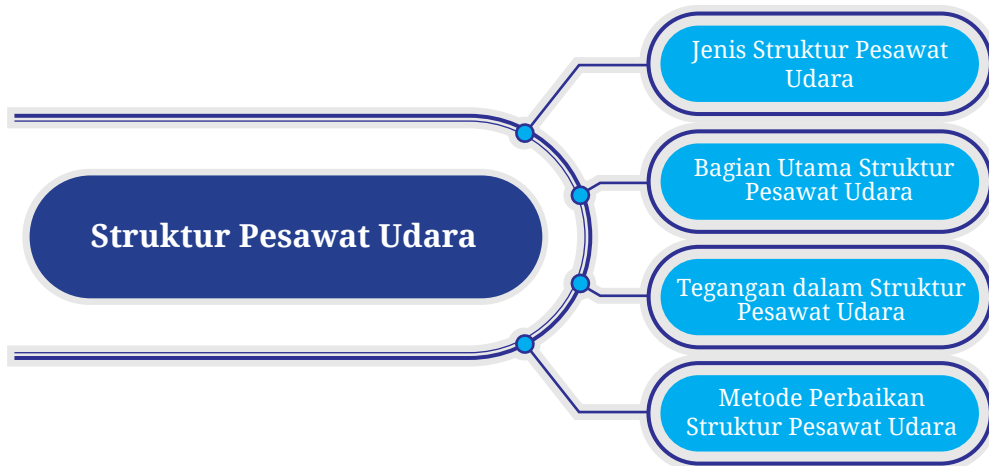 Struktur Pesawat Udara
Jenis Struktur Pesawat
Udara
Bagian Utama Struktur
Pesawat Udara
Tegangan dalam Struktur
Pesawat Udara
Metode Perbaikan
Struktur Pesawat Udara